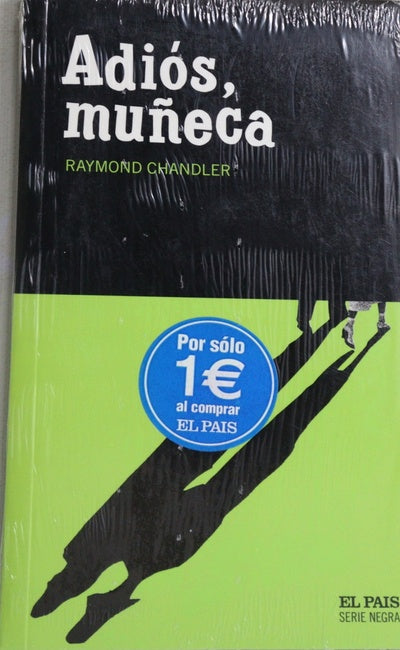 Adiós,
muñeca
RAYMOND CHANDLER
Por sólo
1€
al comprar
EL PAIS
EL PAIS
SERIE NEGRA